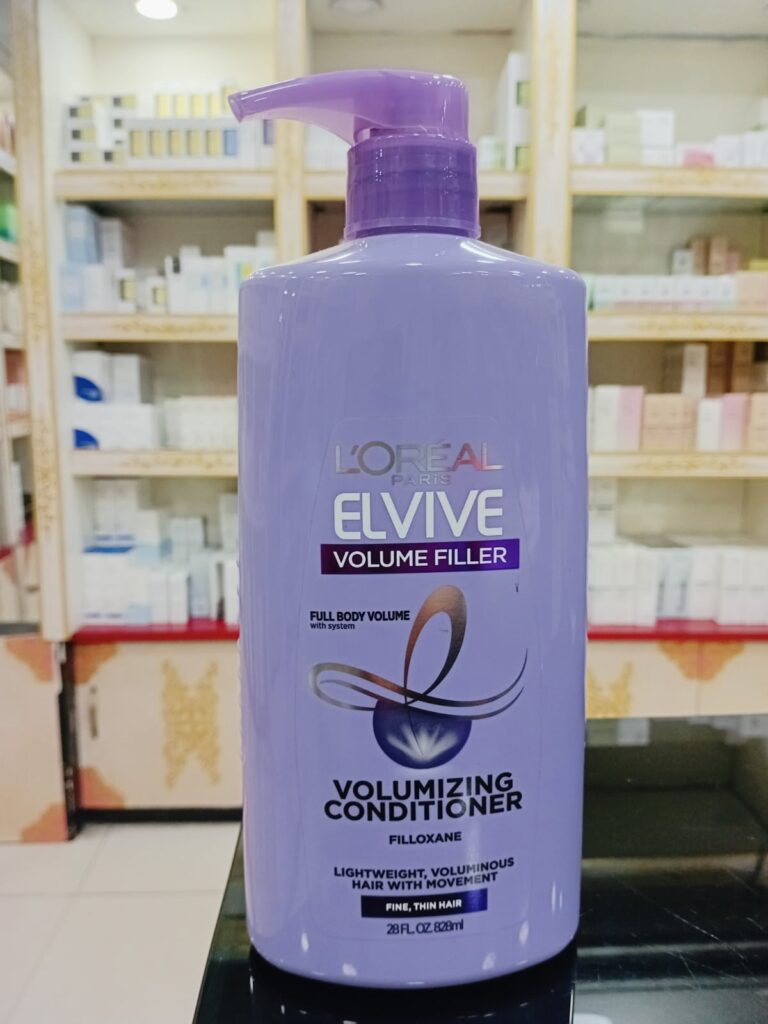 L'ORÉAL
PARIS
ELVIVE
VOLUME FILLER
FULL BODY VOLUME
with system
VOLUMIZING
CONDITIONER
FILLOXANE
LIGHTWEIGHT, VOLUMINOUS
HAIR WITH MOVEMENT
FINE, THIN HAIR
28 FL. OZ. 828ml